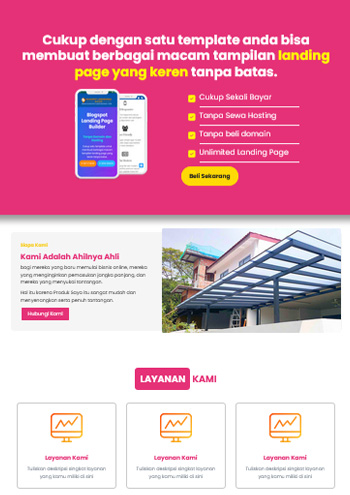 Cukup dengan satu template anda bisa
membuat berbagai macam tampilan landing
page yang keren tanpa batas.
Blogspot
Landing Page
Builder
Cukup Sekali Bayar
Tanpa Sewa Hosting
Tanpa beli domain
Unlimited Landing Page
Beli Sekarang
Siapa Kami
Kami Adalah Ahlinya Ahli
bagi mereka yang baru memulai bisnis online, mereka
yang menginginkan pemasukan jangka panjang, dan
mereka yang menyukai tantangan.
Hal itu karena Produk Saya itu sangat mudah dan
menyenangkan serta penuh tantangan.
Hubungi Kami
LAYANAN KAMI
Layanan Kami
Tuliskan deskripsi singkat layanan
yang kamu miliki di sini
Layanan Kami
Tuliskan deskripsi singkat layanan
yang kamu miliki di sini
Layanan Kami
Tuliskan deskripsi singkat layanan
yang kamu miliki di sini